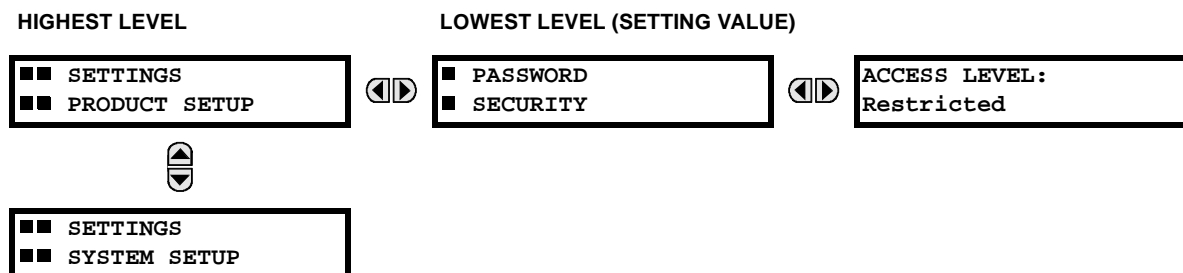 HIGHEST LEVEL
LOWEST LEVEL (SETTING VALUE)
■■ SETTINGS
■■ PRODUCT SETUP
■ PASSWORD
■ SECURITY
ACCESS LEVEL:
Restricted
■■ SETTINGS
■■ SYSTEM SETUP